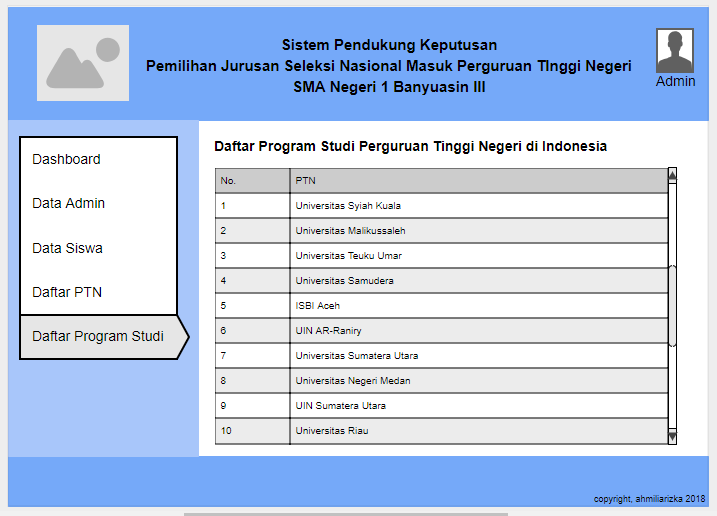 Sistem Pendukung Keputusan
Pemilihan Jurusan Seleksi Nasional Masuk Perguruan TInggi Negeri
SMA Negeri 1 Banyuasin III
Admin
Dashboard
Data Admin
Data Siswa
Daftar PTN
Daftar Program Studi
Daftar Program Studi Perguruan Tinggi Negeri di Indonesia
No. PTN
1 Universitas Syiah Kuala
2 Universitas Malikussaleh
3 Universitas Teuku Umar
4 Universitas Samudera
5 ISBI Aceh
6 UIN AR-Raniry
7 Universitas Sumatera Utara
8 Universitas Negeri Medan
9 UIN Sumatera Utara
10 Universitas Riau
copyright, ahmiliarizka 2018